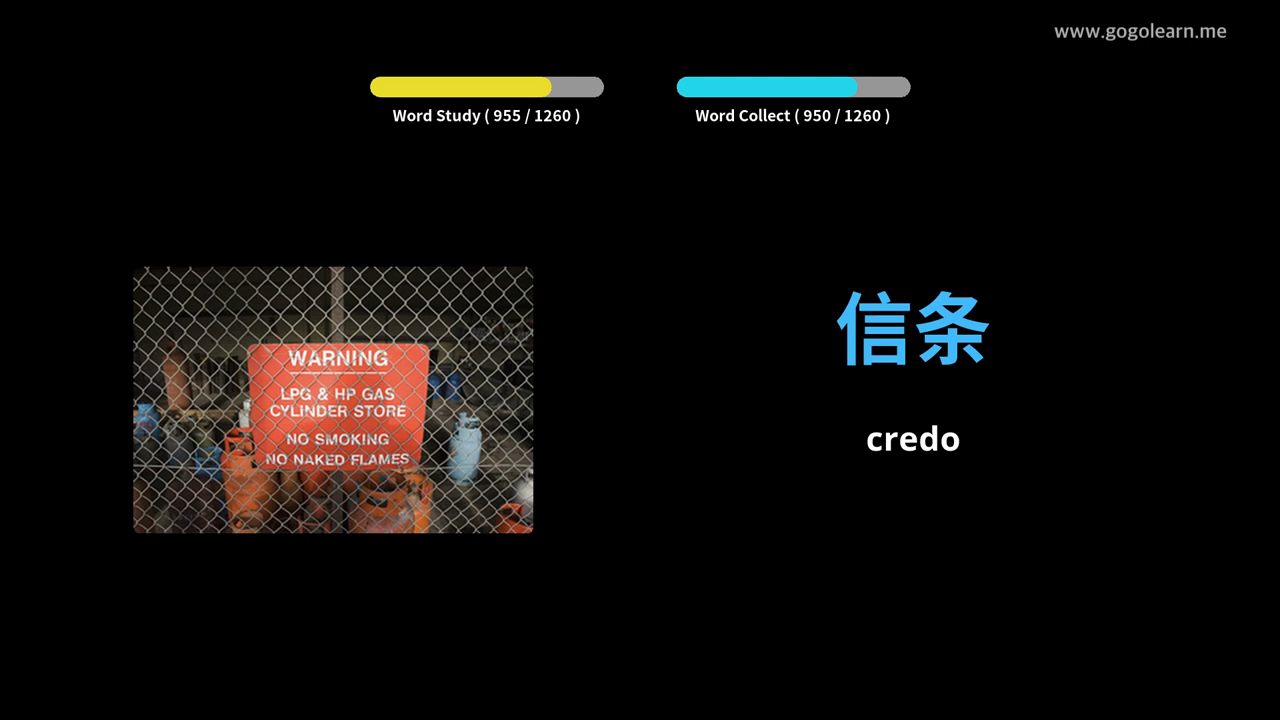 www.gogolearn.me
Word Study ( 955 / 1260 )
Word Collect ( 950 / 1260 )
WARNING
LPG & HP GAS
CYLINDER STORE
NO SMOKING
NO NAKED FLAMES
信条
credo